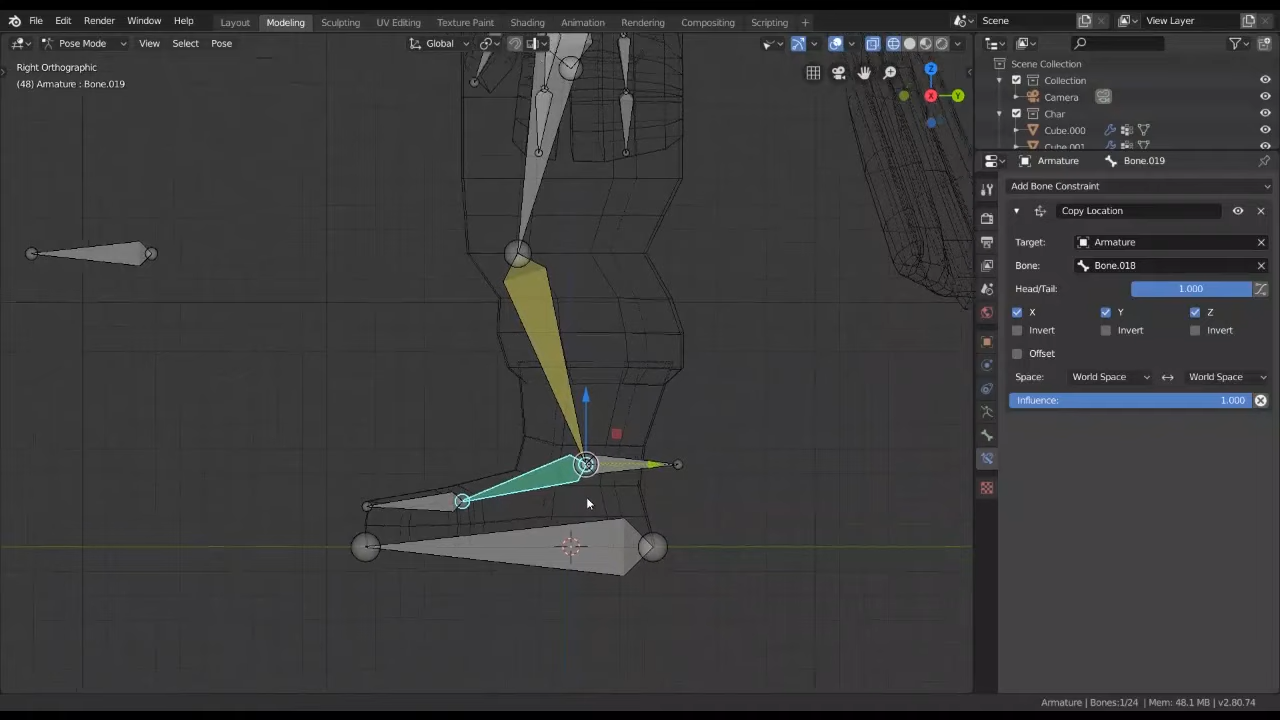 File Edit Render Window Help Layout Modeling Sculpting UV Editing Texture Paint Shading Animation Rendering Compositing Scripting + Scene View Layer
Pose Mode View Select Pose Global
Right Orthographic
(48) Armature : Bone.019
Z
X Y
Scene Collection
Collection
Camera
Char
Cube.000
Cube.001
Armature Bone.019
Add Bone Constraint
Copy Location
Target: Armature
Bone: Bone.018
Head/Tail: 1.000
X Y Z
Invert Invert Invert
Offset
Space: World Space World Space
Influence: 1.000
Armature | Bones:1/24 | Mem: 48.1 MB | v2.80.74